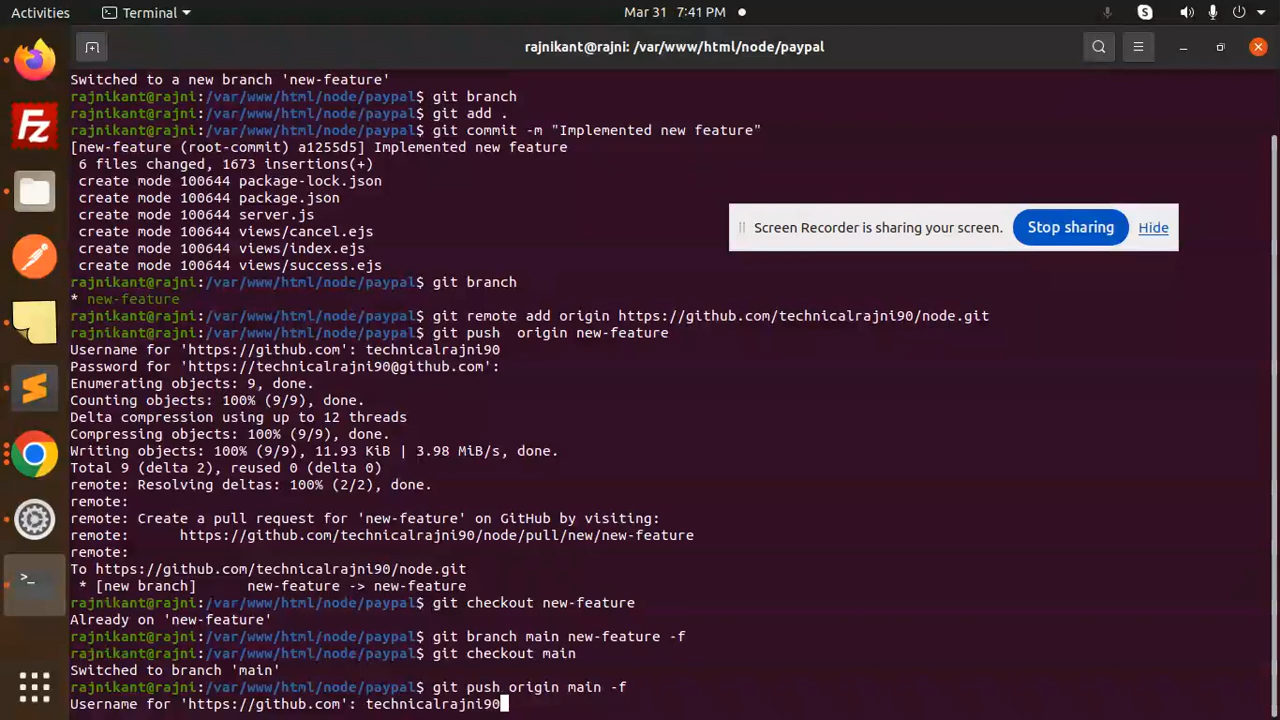 Activities
Terminal
Mar 31 7:41 PM
rajnikant@rajni: /var/www/html/node/paypal
Switched to a new branch 'new-feature'
rajnikant@rajni:/var/www/html/node/paypal$ git branch
rajnikant@rajni:/var/www/html/node/paypal$ git add .
rajnikant@rajni:/var/www/html/node/paypal$ git commit -m "Implemented new feature"
[new-feature (root-commit) a1255d5] Implemented new feature
6 files changed, 1673 insertions(+)
create mode 100644 package-lock.json
create mode 100644 package.json
create mode 100644 server.js
create mode 100644 views/cancel.ejs
create mode 100644 views/index.ejs
create mode 100644 views/success.ejs
Screen Recorder is sharing your screen. Stop sharing Hide
rajnikant@rajni:/var/www/html/node/paypal$ git branch
* new-feature
rajnikant@rajni:/var/www/html/node/paypal$ git remote add origin https://github.com/technicalrajni90/node.git
rajnikant@rajni:/var/www/html/node/paypal$ git push  origin new-feature
Username for 'https://github.com': technicalrajni90
Password for 'https://technicalrajni90@github.com':
Enumerating objects: 9, done.
Counting objects: 100% (9/9), done.
Delta compression using up to 12 threads
Compressing objects: 100% (9/9), done.
Writing objects: 100% (9/9), 11.93 KiB | 3.98 MiB/s, done.
Total 9 (delta 2), reused 0 (delta 0)
remote: Resolving deltas: 100% (2/2), done.
remote:
remote: Create a pull request for 'new-feature' on GitHub by visiting:
remote:      https://github.com/technicalrajni90/node/pull/new/new-feature
remote:
To https://github.com/technicalrajni90/node.git
* [new branch]      new-feature -> new-feature
rajnikant@rajni:/var/www/html/node/paypal$ git checkout new-feature
Already on 'new-feature'
rajnikant@rajni:/var/www/html/node/paypal$ git branch main new-feature -f
rajnikant@rajni:/var/www/html/node/paypal$ git checkout main
Switched to branch 'main'
rajnikant@rajni:/var/www/html/node/paypal$ git push origin main -f
Username for 'https://github.com': technicalrajni90